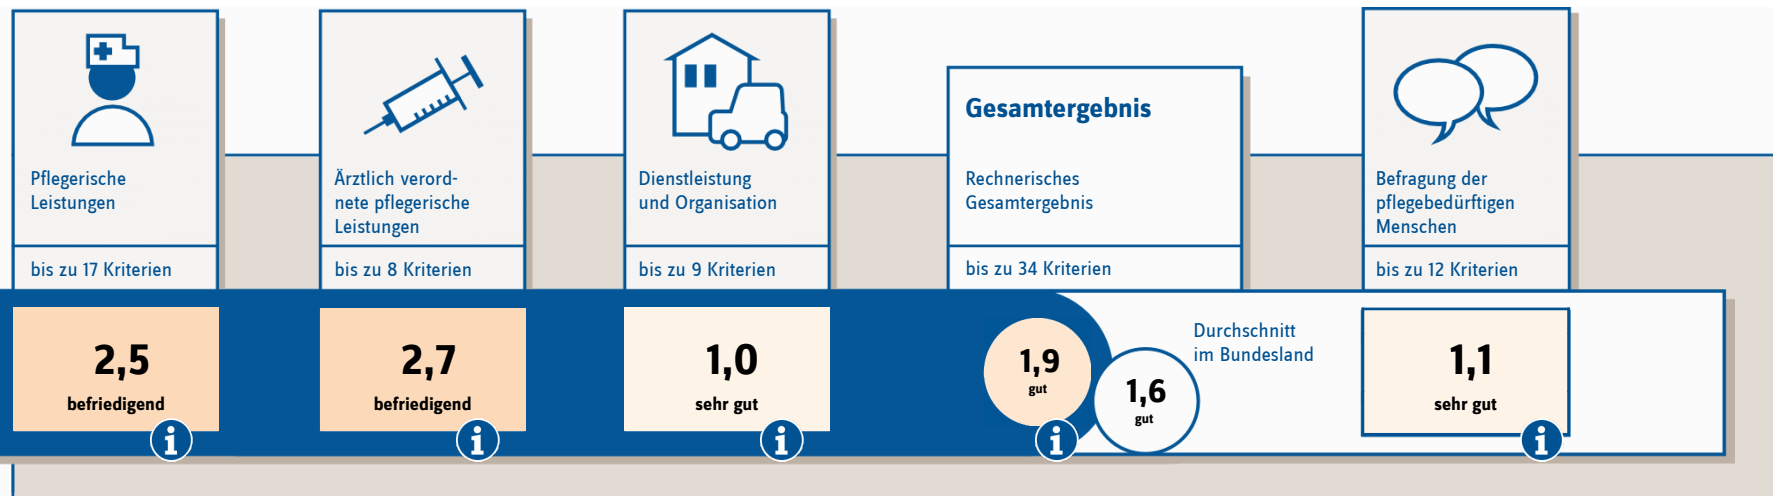 Pflegerische
Leistungen
bis zu 17 Kriterien
2,5
befriedigend
i
Ärztlich verord-
nete pflegerische
Leistungen
bis zu 8 Kriterien
2,7
befriedigend
i
Dienstleistung
und Organisation
bis zu 9 Kriterien
1,0
sehr gut
i
Gesamtergebnis
Rechnerisches
Gesamtergebnis
bis zu 34 Kriterien
1,9
gut
i
Durchschnitt
im Bundesland
1,6
gut
Befragung der
pflegebedürftigen
Menschen
bis zu 12 Kriterien
1,1
sehr gut
i